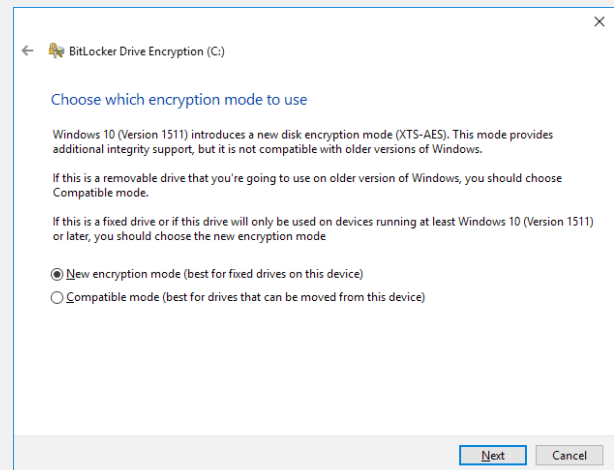 BitLocker Drive Encryption (C:)
Choose which encryption mode to use
Windows 10 (Version 1511) introduces a new disk encryption mode (XTS-AES). This mode provides
additional integrity support, but it is not compatible with older versions of Windows.
If this is a removable drive that you're going to use on older version of Windows, you should choose
Compatible mode.
If this is a fixed drive or if this drive will only be used on devices running at least Windows 10 (Version 1511)
or later, you should choose the new encryption mode
New encryption mode (best for fixed drives on this device)
Compatible mode (best for drives that can be moved from this device)
Next Cancel